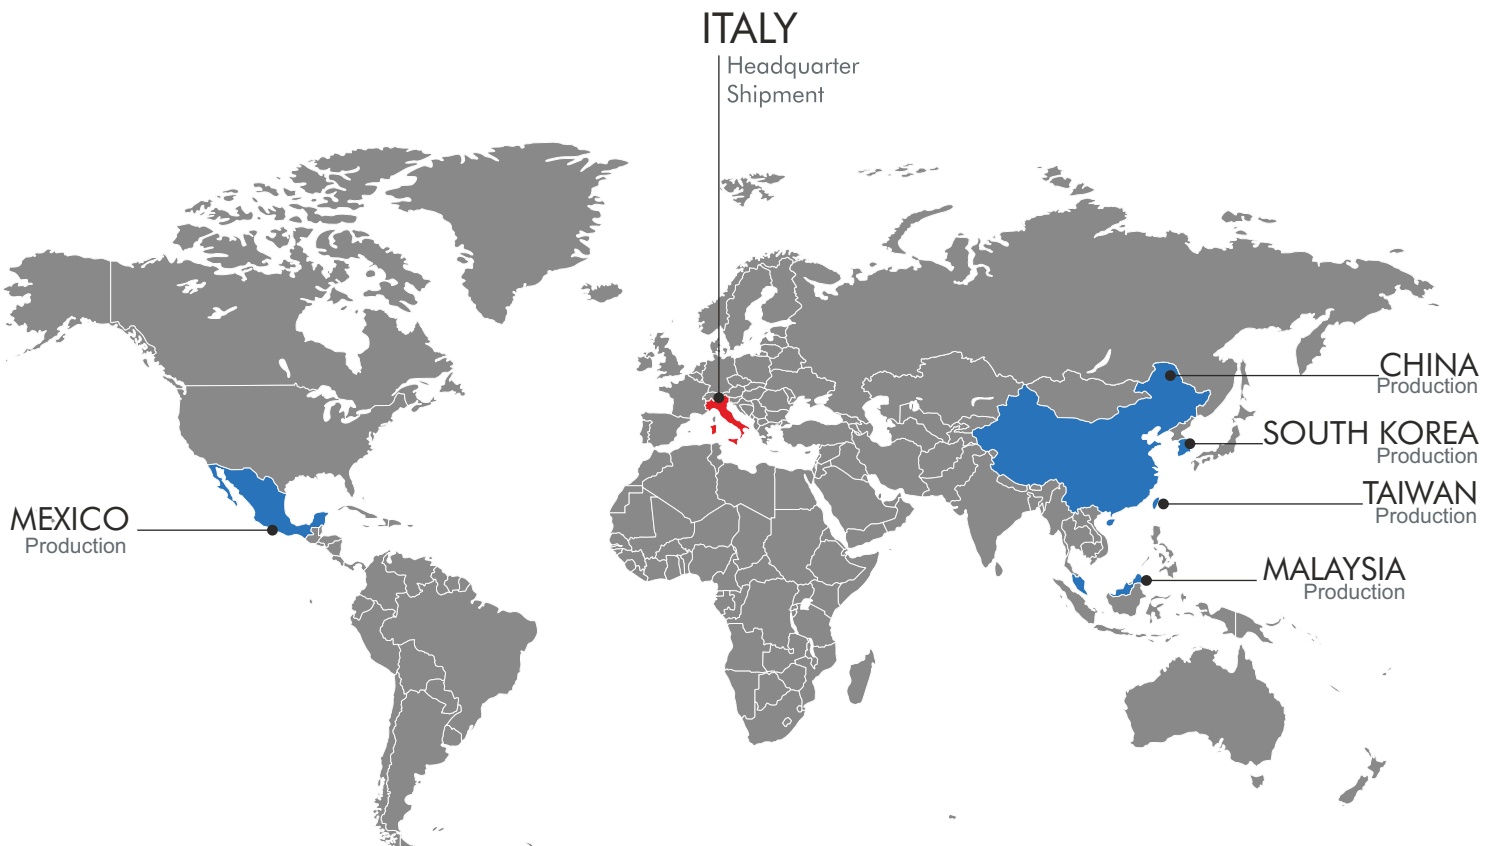 ITALY
Headquarter
Shipment
CHINA
Production
SOUTH KOREA
Production
TAIWAN
Production
MEXICO
Production
MALAYSIA
Production